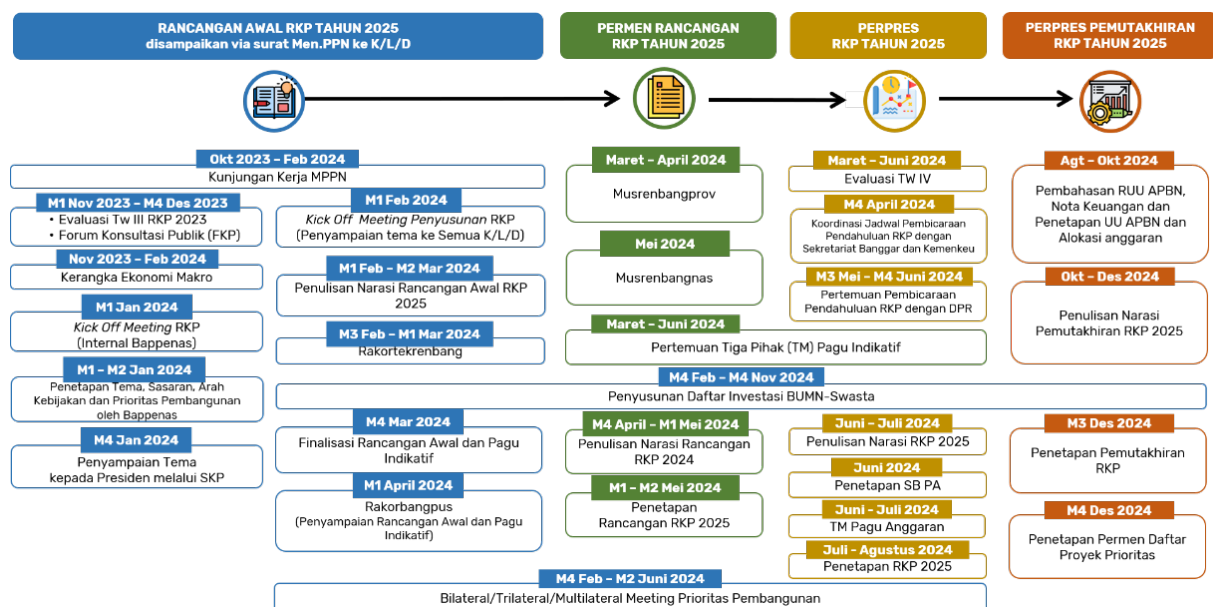 RANCANGAN AWAL RKP TAHUN 2025
disampaikan via surat Men.PPN ke K/L/D
PERMEN RANCANGAN
RKP TAHUN 2025
PERPRES
RKP TAHUN 2025
PERPRES PEMUTAKHIRAN
RKP TAHUN 2025
Okt 2023 – Feb 2024
Kunjungan Kerja MPPN
M1 Nov 2023 – M4 Des 2023
• Evaluasi Tw III RKP 2023
• Forum Konsultasi Publik (FKP)
Nov 2023 – Feb 2024
Kerangka Ekonomi Makro
M1 Jan 2024
Kick Off Meeting RKP
(Internal Bappenas)
M1 – M2 Jan 2024
Penetapan Tema, Sasaran, Arah
Kebijakan dan Prioritas Pembangunan
oleh Bappenas
M4 Jan 2024
Penyampaian Tema
kepada Presiden melalui SKP
M1 Feb 2024
Kick Off Meeting Penyusunan RKP
(Penyampaian tema ke Semua K/L/D)
M1 Feb – M2 Mar 2024
Penulisan Narasi Rancangan Awal RKP
2025
M3 Feb – M1 Mar 2024
Rakortekrenbang
M4 Feb – M4 Nov 2024
Penyusunan Daftar Investasi BUMN-Swasta
M4 Mar 2024
Finalisasi Rancangan Awal dan Pagu
Indikatif
M1 April 2024
Rakorbangpus
(Penyampaian Rancangan Awal dan Pagu
Indikatif)
M4 Feb – M2 Juni 2024
Bilateral/Trilateral/Multilateral Meeting Prioritas Pembangunan
Maret – April 2024
Musrenbangprov
Mei 2024
Musrenbangnas
Maret – Juni 2024
Pertemuan Tiga Pihak (TM) Pagu Indikatif
M4 April – M1 Mei 2024
Penulisan Narasi Rancangan
RKP 2024
M1 – M2 Mei 2024
Penetapan
Rancangan RKP 2025
Maret – Juni 2024
Evaluasi TW IV
M4 April 2024
Koordinasi Jadwal Pembicaraan
Pendahuluan RKP dengan
Sekretariat Banggar dan Kemenkeu
M3 Mei – M4 Juni 2024
Pertemuan Pembicaraan
Pendahuluan RKP dengan DPR
Juni – Juli 2024
Penulisan Narasi RKP 2025
Juni 2024
Penetapan SB PA
Juni - Juli 2024
TM Pagu Anggaran
Juli - Agustus 2024
Penetapan RKP 2025
Agt - Okt 2024
Pembahasan RUU APBN,
Nota Keuangan dan
Penetapan UU APBN dan
Alokasi anggaran
Okt – Des 2024
Penulisan Narasi
Pemutakhiran RKP 2025
M3 Des 2024
Penetapan Pemutakhiran
RKP
M4 Des 2024
Penetapan Permen Daftar
Proyek Prioritas